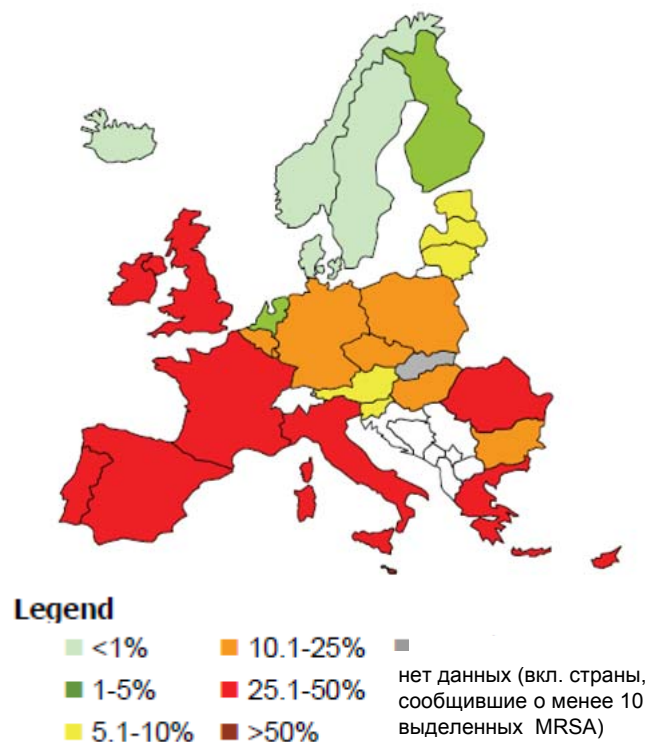 Legend
<1%
1-5%
5.1-10%
10.1-25%
25.1-50%
>50%
нет данных (вкл. страны,
сообщившие о менее 10
выделенных MRSA)